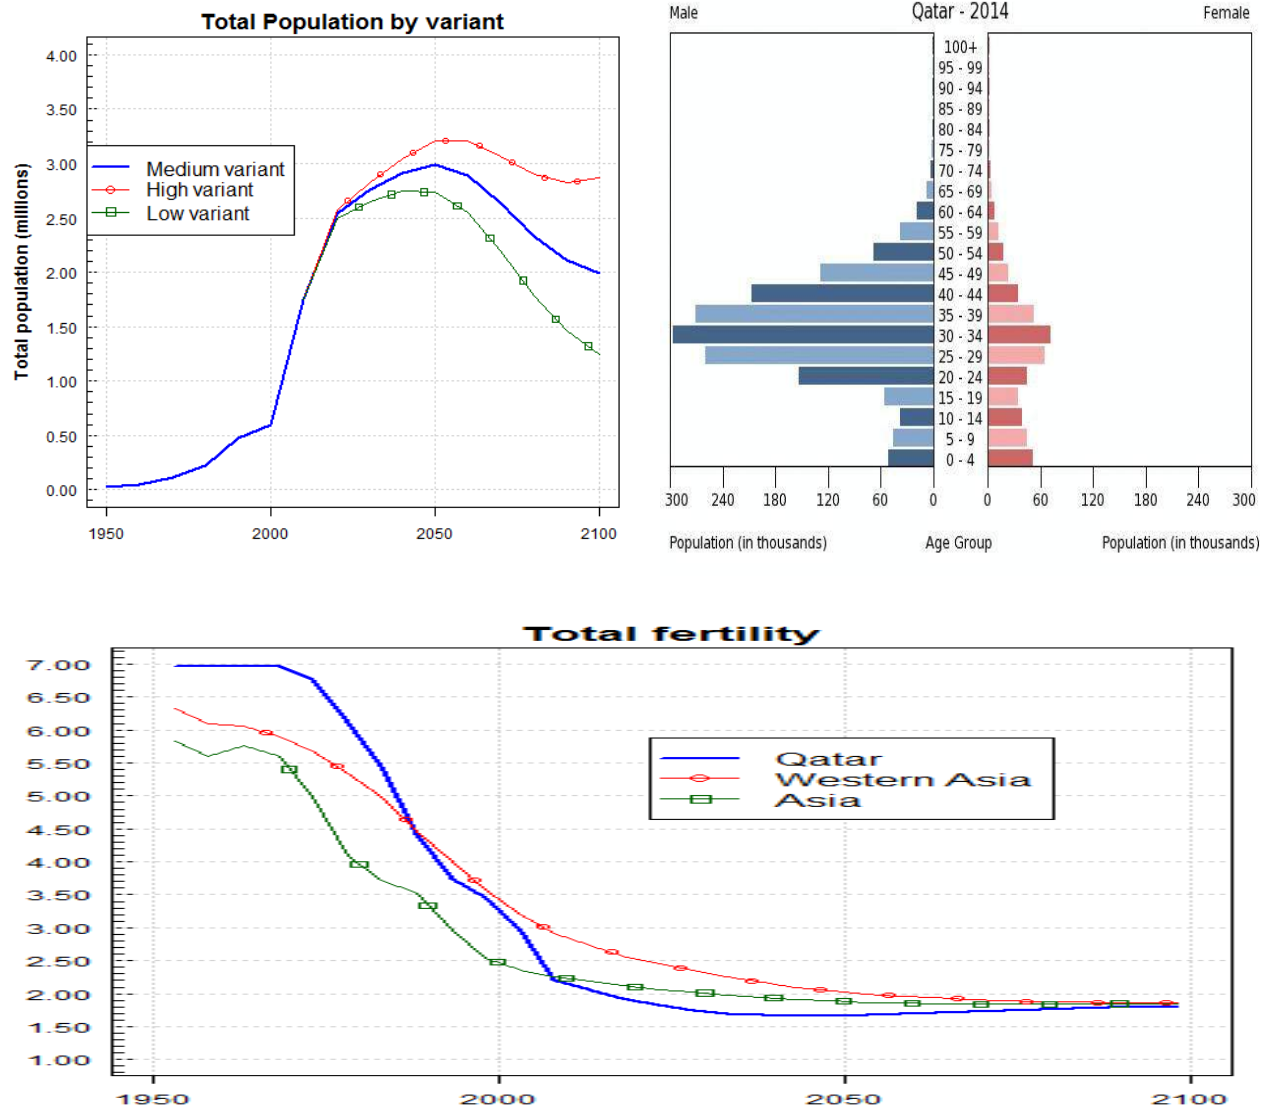 Total Population by variant
Total population (millions)
4.00
3.50
3.00
2.50
2.00
1.50
1.00
0.50
0.00
Medium variant
High variant
Low variant
1950 2000 2050 2100
Male Qatar - 2014 Female
100+
95 - 99
90 - 94
85 - 89
80 - 84
75 - 79
70 - 74
65 - 69
60 - 64
55 - 59
50 - 54
45 - 49
40 - 44
35 - 39
30 - 34
25 - 29
20 - 24
15 - 19
10 - 14
5 - 9
0 - 4
300 240 180 120 60 0 0 60 120 180 240 300
Population (in thousands) Age Group Population (in thousands)
Total fertility
7.00
6.50
6.00
5.50
5.00
4.50
4.00
3.50
3.00
2.50
2.00
1.50
1.00
Qatar
Western Asia
Asia
1950 2000 2050 2100